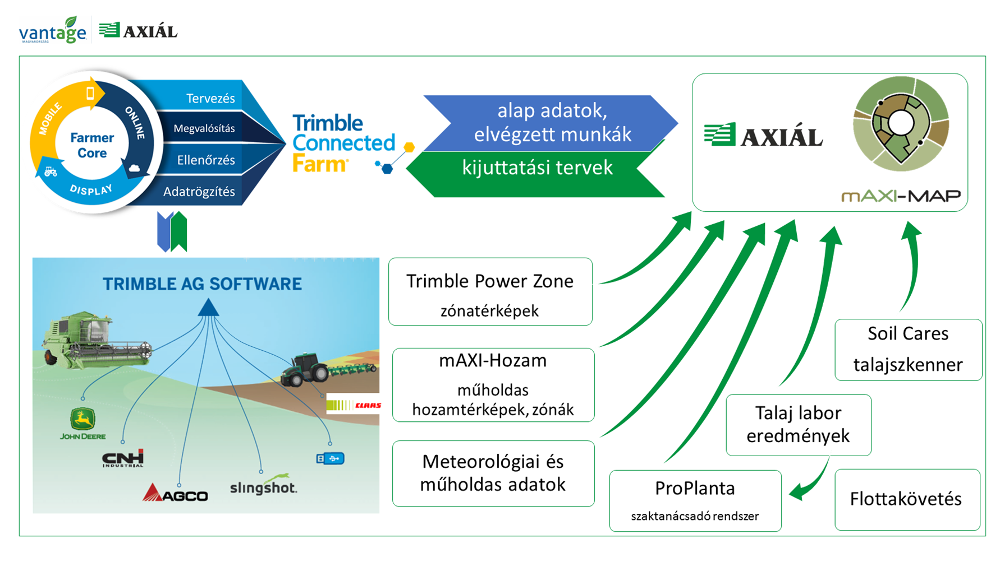 vantage
MAGYARORSZÁG
AXIÁL
MOBILE
ONLINE
DISPLAY
Farmer
Core
Tervezés
Megvalósítás
Ellenőrzés
Adatrögzítés
Trimble
Connected
Farm
alap adatok,
elvégzett munkák
kijuttatási tervek
AXIÁL
mAXI-MAP
TRIMBLE AG SOFTWARE
JOHN DEERE
CNH
INDUSTRIAL
AGCO
slingshot.
CLAAS
Trimble Power Zone
zónatérképek
mAXI-Hozam
műholdas
hozamtérképek, zónák
Meteorológiai és
műholdas adatok
ProPlanta
szaktanácsadó rendszer
Talaj labor
eredmények
Soil Cares
talajszkenner
Flottakövetés